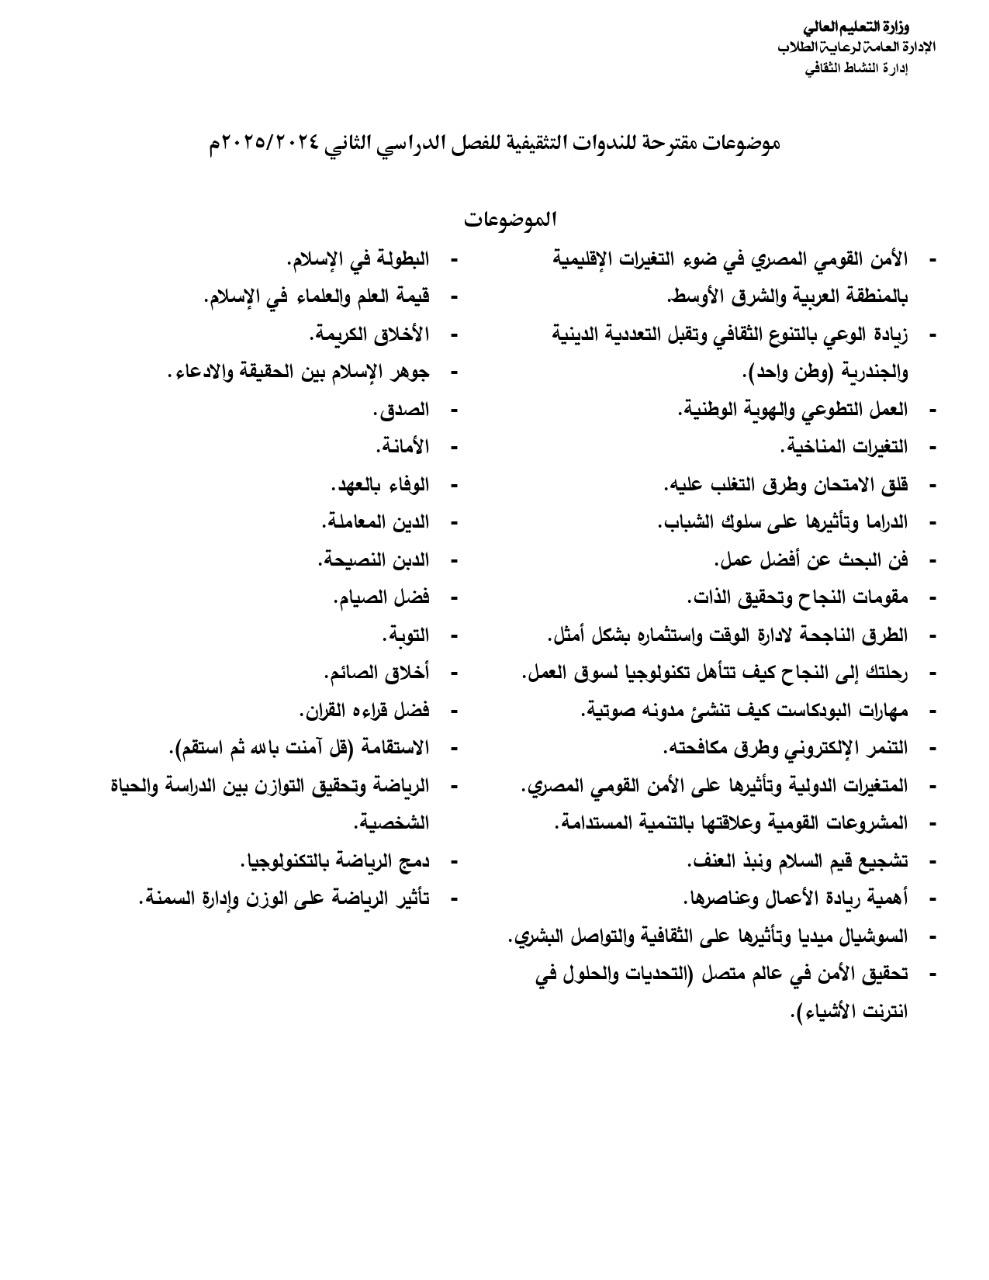 وزارة التعليم العالي
الإدارة العامة لرعاية الطلاب
إدارة النشاط الثقافي
موضوعات مقترحة للندوات التثقيفية للفصل الدراسي الثاني ٢٠٢٥/٢٠٢٤م
الموضوعات
- الأمن القومي المصري في ضوء التغيرات الإقليمية
بالمنطقة العربية والشرق الأوسط.
- زيادة الوعي بالتنوع الثقافي وتقبل التعددية الدينية
والجندرية (وطن واحد).
- العمل التطوعي والهوية الوطنية.
- التغيرات المناخية.
- قلق الامتحان وطرق التغلب عليه.
- الدراما وتأثيرها على سلوك الشباب.
- فن البحث عن أفضل عمل.
- مقومات النجاح وتحقيق الذات.
- الطرق الناجحة لادارة الوقت واستثماره بشكل أمثل.
- رحلتك إلى النجاح كيف تتأهل تكنولوجيا لسوق العمل.
- مهارات البودكاست كيف تنشئ مدونه صوتية.
- التنمر الإلكتروني وطرق مكافحته.
- المتغيرات الدولية وتأثيرها على الأمن القومي المصري.
- المشروعات القومية وعلاقتها بالتنمية المستدامة.
- تشجيع قيم السلام ونبذ العنف.
- أهمية ريادة الأعمال وعناصرها.
- السوشيال ميديا وتأثيرها على الثقافية والتواصل البشري.
- تحقيق الأمن في عالم متصل (التحديات والحلول في
انترنت الأشياء).
- البطولة في الإسلام.
- قيمة العلم والعلماء في الإسلام.
- الأخلاق الكريمة.
- جوهر الإسلام بين الحقيقة والادعاء.
- الصدق.
- الأمانة.
- الوفاء بالعهد.
- الدين المعاملة.
- الدبن النصيحة.
- فضل الصيام.
- التوبة.
- أخلاق الصائم.
- فضل قراءه القران.
- الاستقامة (قل آمنت بالله ثم استقم).
- الرياضة وتحقيق التوازن بين الدراسة والحياة
الشخصية.
- دمج الرياضة بالتكنولوجيا.
- تأثير الرياضة على الوزن وإدارة السمنة.